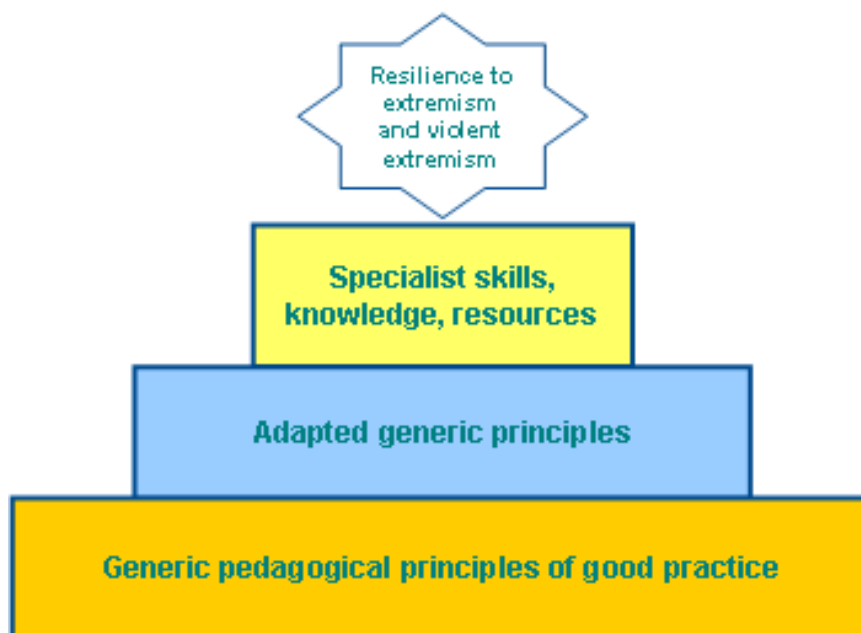 Resilience to
extremism
and violent
extremism
Specialist skills,
knowledge, resources
Adapted generic principles
Generic pedagogical principles of good practice